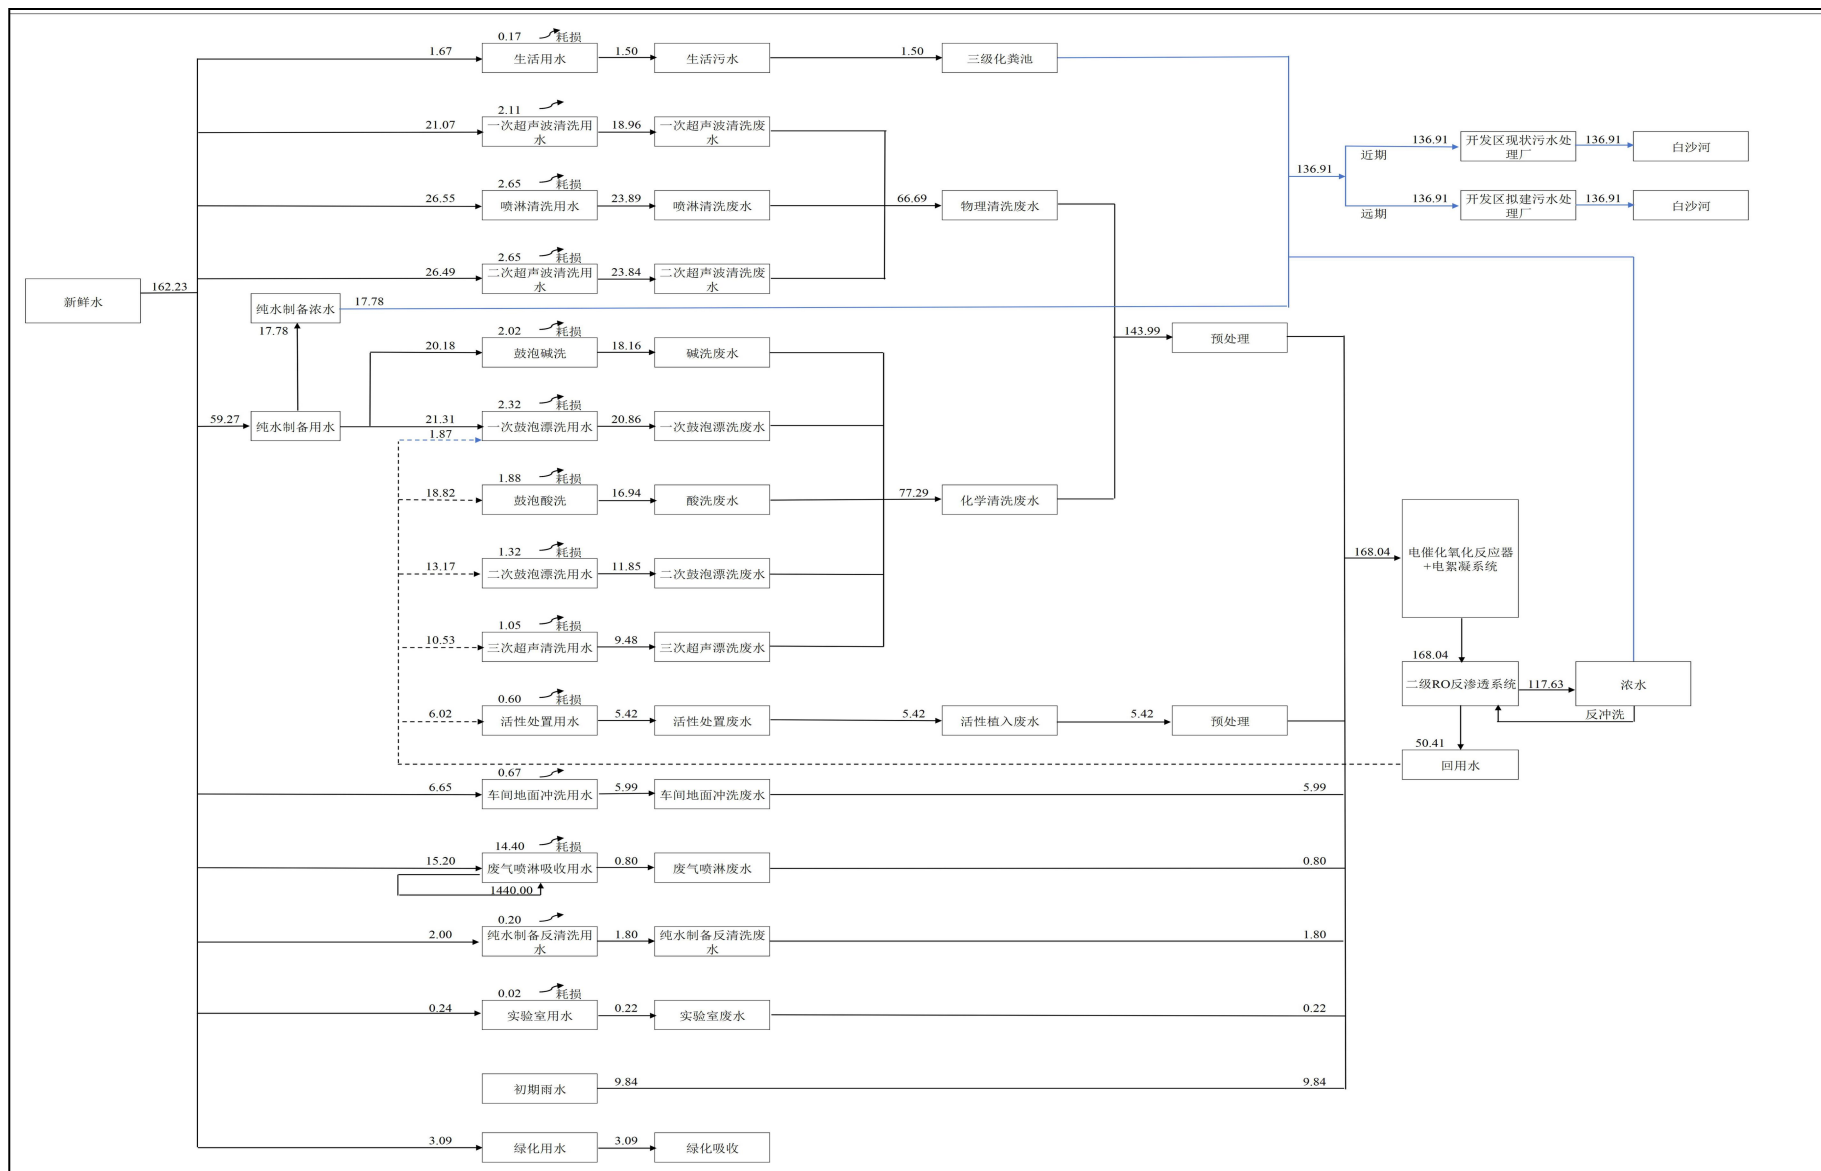 0.17
耗损
1.67
生活用水
1.50
生活污水
1.50
三级化粪池
2.11
21.07
一次超声波清洗用
水
18.96
一次超声波清洗废
水
136.91
近期
136.91
开发区现状污水处
理厂
136.91
白沙河
2.65
耗损
26.55
喷淋清洗用水
23.89
喷淋清洗废水
66.69
物理清洗废水
远期
136.91
开发区拟建污水处
理厂
136.91
白沙河
2.65
耗损
26.49
二次超声波清洗用
水
23.84
二次超声波清洗废
水
新鲜水
162.23
纯水制备浓水
17.78
17.78
2.02
耗损
20.18
鼓泡碱洗
18.16
碱洗废水
143.99
预处理
59.27
纯水制备用水
2.32
耗损
21.31
1.87
一次鼓泡漂洗用水
20.86
一次鼓泡漂洗废水
1.88
耗损
18.82
鼓泡酸洗
16.94
酸洗废水
77.29
化学清洗废水
1.32
耗损
13.17
二次鼓泡漂洗用水
11.85
二次鼓泡漂洗废水
168.04
电催化氧化反应器
+电絮凝系统
1.05
耗损
10.53
三次超声清洗用水
9.48
三次超声漂洗废水
168.04
二级RO反渗透系统
117.63
浓水
反冲洗
0.60
耗损
6.02
活性处置用水
5.42
活性处置废水
5.42
活性植入废水
5.42
预处理
50.41
回用水
0.67
6.65
车间地面冲洗用水
5.99
车间地面冲洗废水
5.99
14.40
耗损
15.20
废气喷淋吸收用水
0.80
废气喷淋废水
0.80
1440.00
0.20
2.00
纯水制备反清洗用
水
1.80
纯水制备反清洗废
水
1.80
0.02
耗损
0.24
实验室用水
0.22
实验室废水
0.22
初期雨水
9.84
9.84
3.09
绿化用水
3.09
绿化吸收